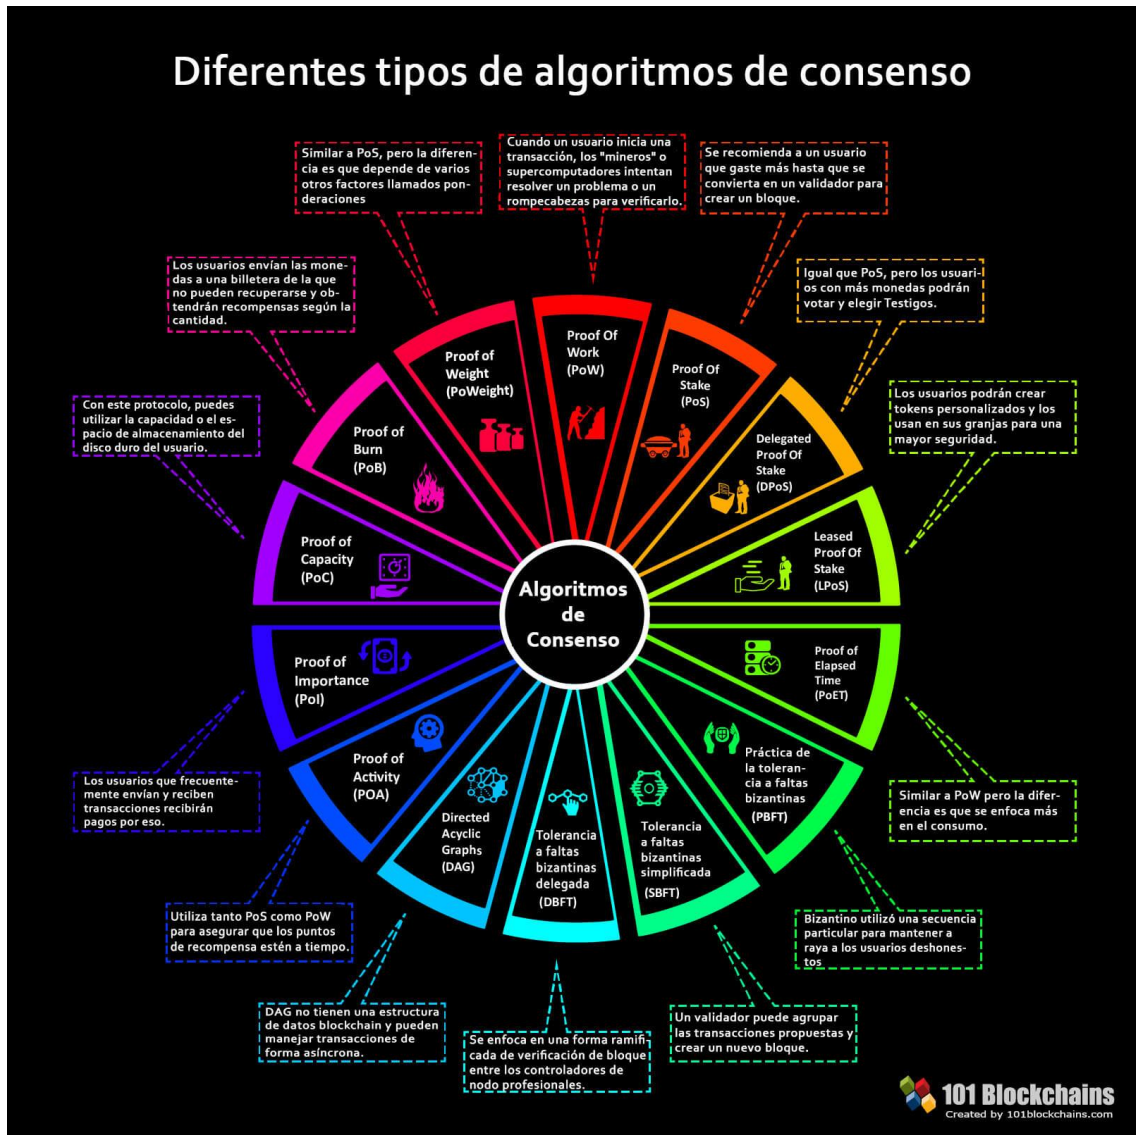 Diferentes tipos de algoritmos de consenso
Cuando un usuario inicia una
transacción, los "mineros" o
supercomputadores intentan
resolver un problema o un
rompecabezas para verificarlo.
Proof Of
Work
(PoW)
Se recomienda a un usuario
que gaste más hasta que se
convierta en un validador para
crear un bloque.
Proof Of
Stake
(PoS)
Igual que PoS, pero los usuari-
os con más monedas podrán
votar y elegir Testigos.
Delegated
Proof Of
Stake
(DPoS)
Los usuarios podrán crear
tokens personalizados y los
usan en sus granjas para una
mayor seguridad.
Leased
Proof Of
Stake
(LPoS)
Proof of
Elapsed
Time
(PoET)
Similar a PoW pero la difer-
encia es que se enfoca más
en el consumo.
Práctica de
la toleran-
cia a faltas
bizantinas
(PBFT)
Bizantino utilizó una secuencia
particular para mantener a
raya a los usuarios deshones-
tos
Tolerancia
a faltas
bizantinas
simplificada
(SBFT)
Un validador puede agrupar
las transacciones propuestas y
crear un nuevo bloque.
Tolerancia
a faltas
bizantinas
delegada
(DBFT)
Se enfoca en una forma ramifi-
cada de verificación de bloque
entre los controladores de
nodo profesionales.
Directed
Acyclic
Graphs
(DAG)
DAG no tienen una estructura
de datos blockchain y pueden
manejar transacciones de
forma asíncrona.
Proof of
Activity
(POA)
Utiliza tanto PoS como PoW
para asegurar que los puntos
de recompensa estén a tiempo.
Proof of
Importance
(PoI)
Los usuarios que frecuente-
mente envían y reciben
transacciones recibirán
pagos por eso.
Proof of
Capacity
(PoC)
Con este protocolo, puedes
utilizar la capacidad o el es-
pacio de almacenamiento del
disco duro del usuario.
Proof of
Burn
(PoB)
Los usuarios envían las mone-
das a una billetera de la que
no pueden recuperarse y ob-
tendrán recompensas según la
cantidad.
Proof of
Weight
(PoWeight)
Similar a PoS, pero la diferen-
cia es que depende de varios
otros factores llamados pon-
deraciones
Algoritmos
de
Consenso
101 Blockchains
Created by 101blockchains.com